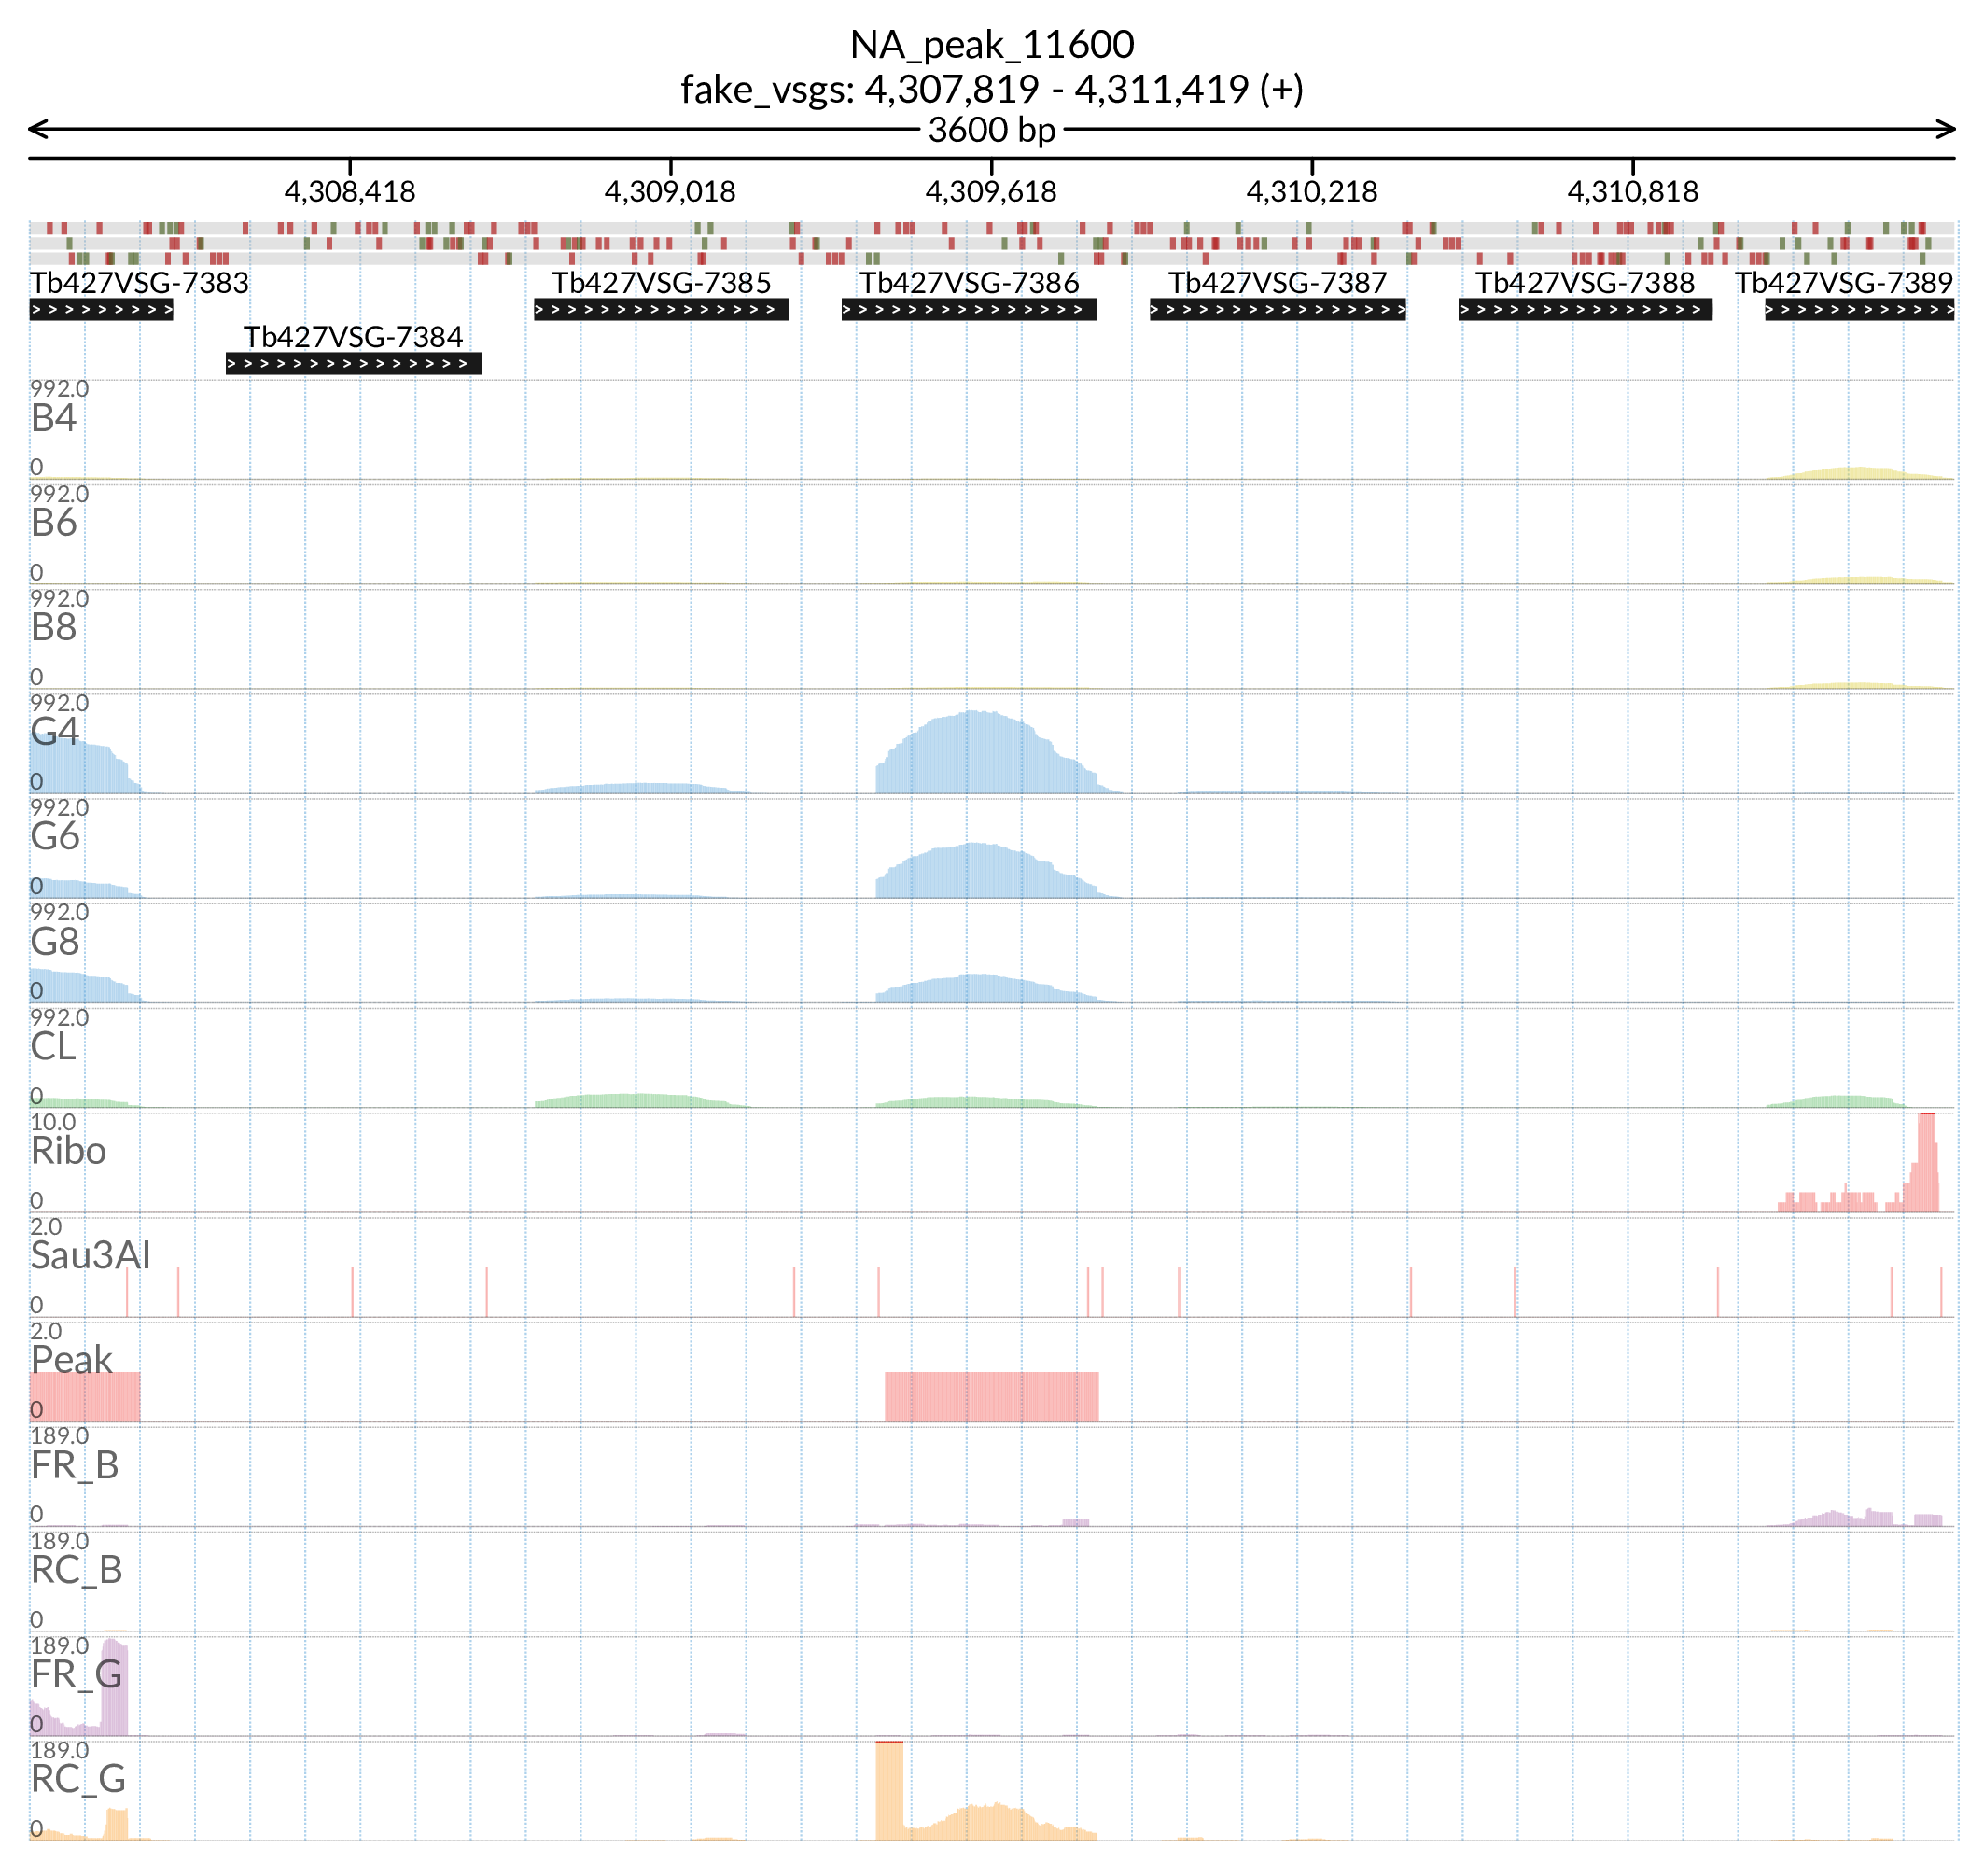 NA_peak_11600
fake_vsgs: 4,307,819 - 4,311,419 (+)
3600 bp
4,308,418 4,309,018 4,309,618 4,310,218 4,310,818
Tb427VSG-7383 Tb427VSG-7385 Tb427VSG-7386 Tb427VSG-7387 Tb427VSG-7388 Tb427VSG-7389
Tb427VSG-7384
992.0
B4
0
992.0
B6
0
992.0
B8
0
992.0
G4
0
992.0
G6
0
992.0
G8
0
992.0
CL
0
10.0
Ribo
0
2.0
Sau3AI
0
2.0
Peak
0
189.0
FR_B
0
189.0
RC_B
0
189.0
FR_G
0
189.0
RC_G
0